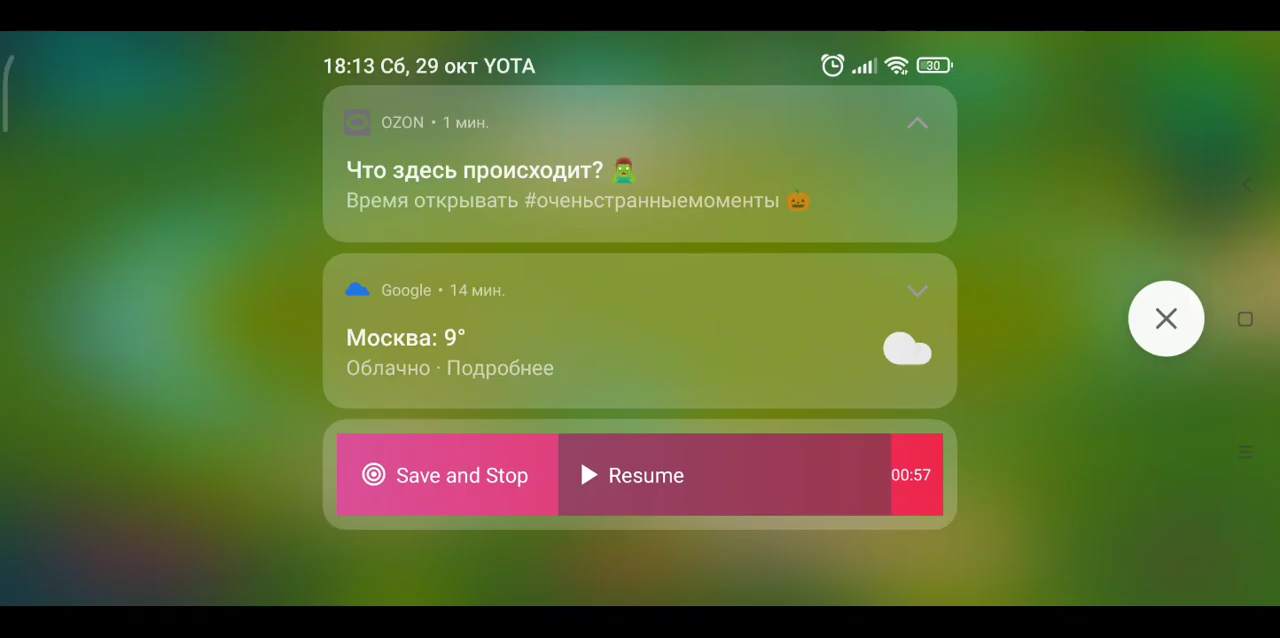 18:13 Сб, 29 окт YOTA 30
OZON • 1 мин.
Что здесь происходит? 🧟‍♂️
Время открывать #оченьстранныемоменты 🎃
Google • 14 мин.
Москва: 9°
Облачно · Подробнее
Save and Stop Resume 00:57